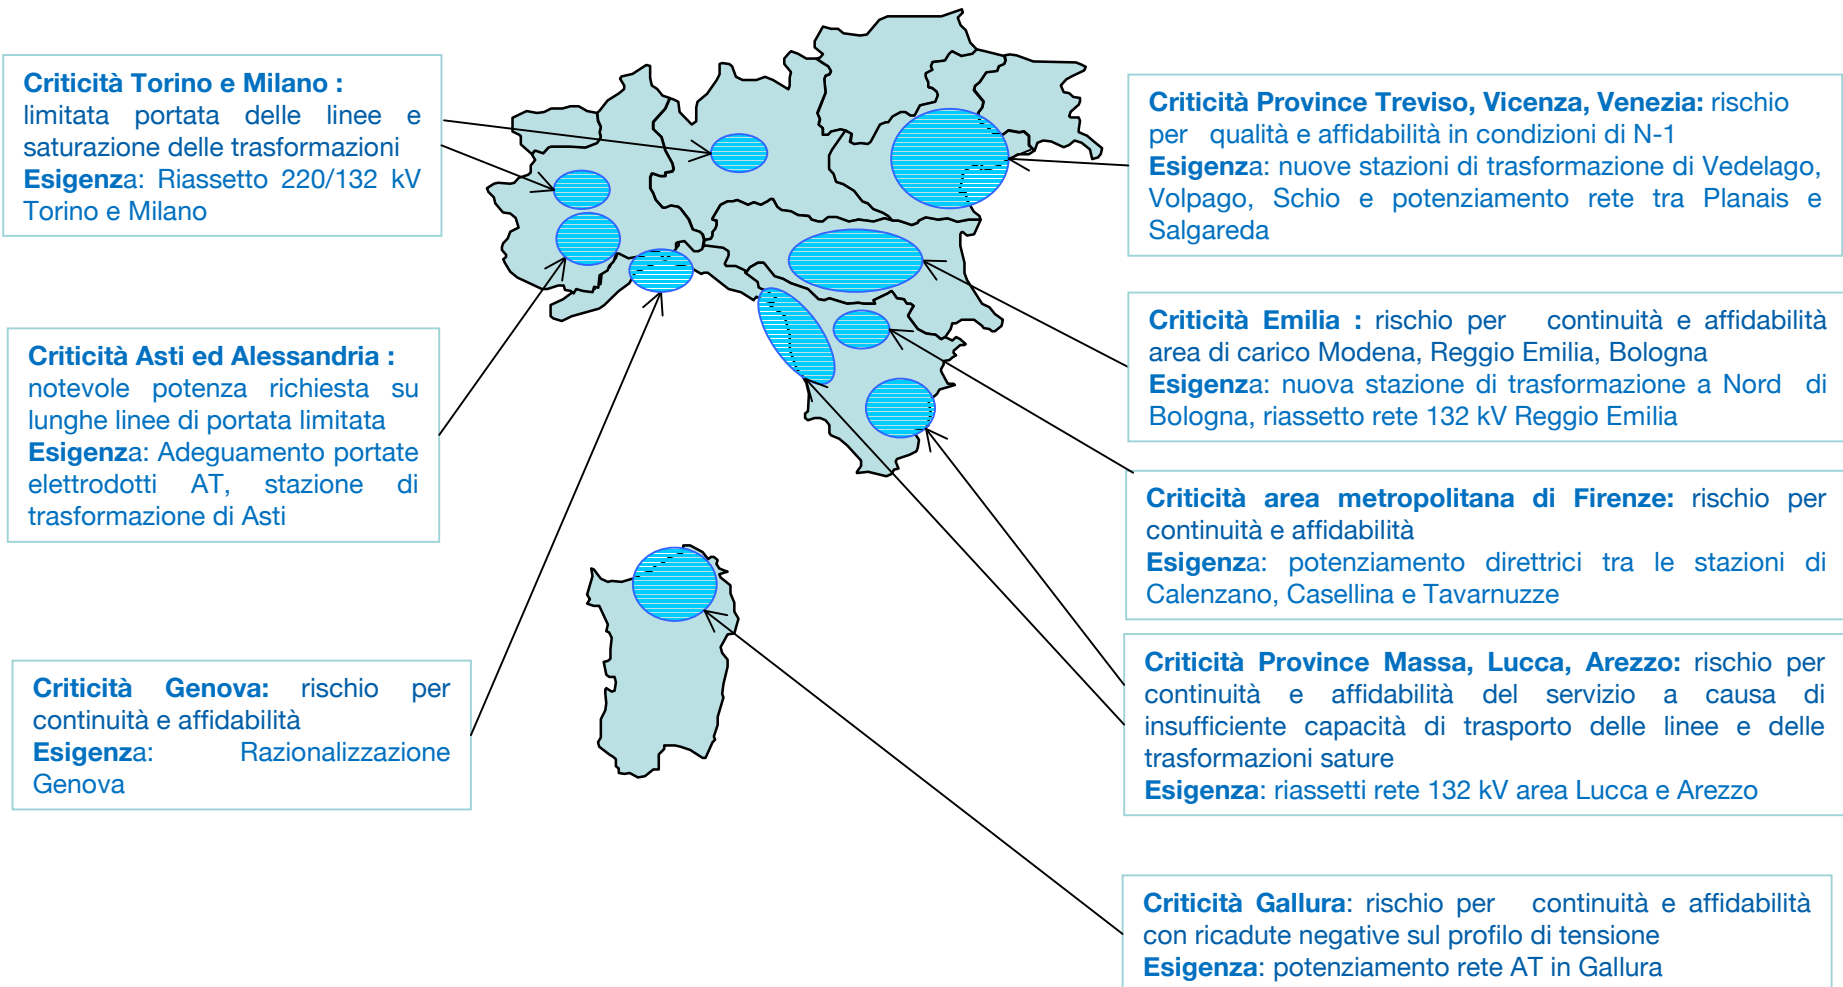 Criticità Torino e Milano :
limitata portata delle linee e
saturazione delle trasformazioni
Esigenza: Riassetto 220/132 kV
Torino e Milano
Criticità Asti ed Alessandria :
notevole potenza richiesta su
lunghe linee di portata limitata
Esigenza: Adeguamento portate
elettrodotti AT, stazione di
trasformazione di Asti
Criticità Genova: rischio per
continuità e affidabilità
Esigenza: Razionalizzazione
Genova
Criticità Province Treviso, Vicenza, Venezia: rischio
per qualità e affidabilità in condizioni di N-1
Esigenza: nuove stazioni di trasformazione di Vedelago,
Volpago, Schio e potenziamento rete tra Planais e
Salgareda
Criticità Emilia : rischio per continuità e affidabilità
area di carico Modena, Reggio Emilia, Bologna
Esigenza: nuova stazione di trasformazione a Nord di
Bologna, riassetto rete 132 kV Reggio Emilia
Criticità area metropolitana di Firenze: rischio per
continuità e affidabilità
Esigenza: potenziamento direttrici tra le stazioni di
Calenzano, Casellina e Tavarnuzze
Criticità Province Massa, Lucca, Arezzo: rischio per
continuità e affidabilità del servizio a causa di
insufficiente capacità di trasporto delle linee e delle
trasformazioni sature
Esigenza: riassetti rete 132 kV area Lucca e Arezzo
Criticità Gallura: rischio per continuità e affidabilità
con ricadute negative sul profilo di tensione
Esigenza: potenziamento rete AT in Gallura